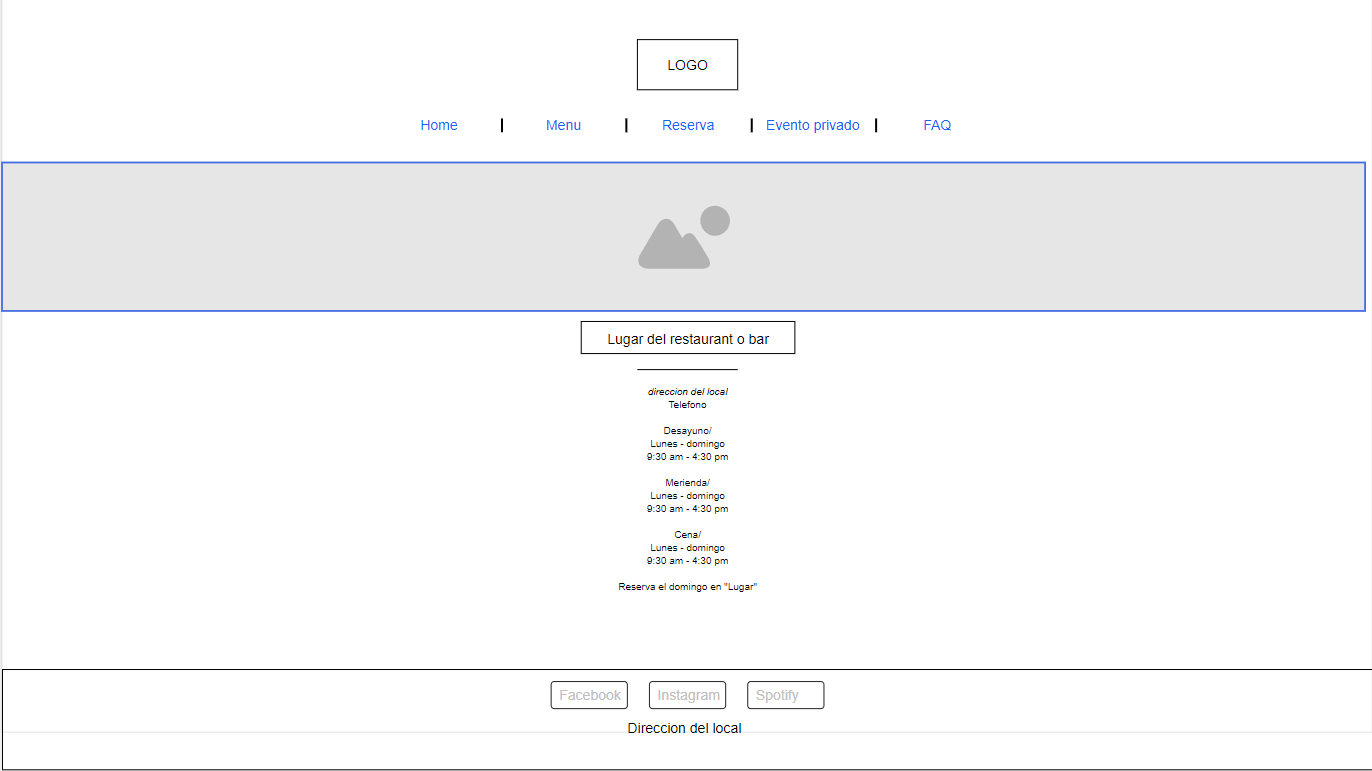 LOGO
Home | Menu | Reserva | Evento privado | FAQ
Lugar del restaurant o bar
direccion del local
Telefono
Desayuno/
Lunes - domingo
9:30 am - 4:30 pm
Merienda/
Lunes - domingo
9:30 am - 4:30 pm
Cena/
Lunes - domingo
9:30 am - 4:30 pm
Reserva el domingo en "Lugar"
Facebook Instagram Spotify
Direccion del local